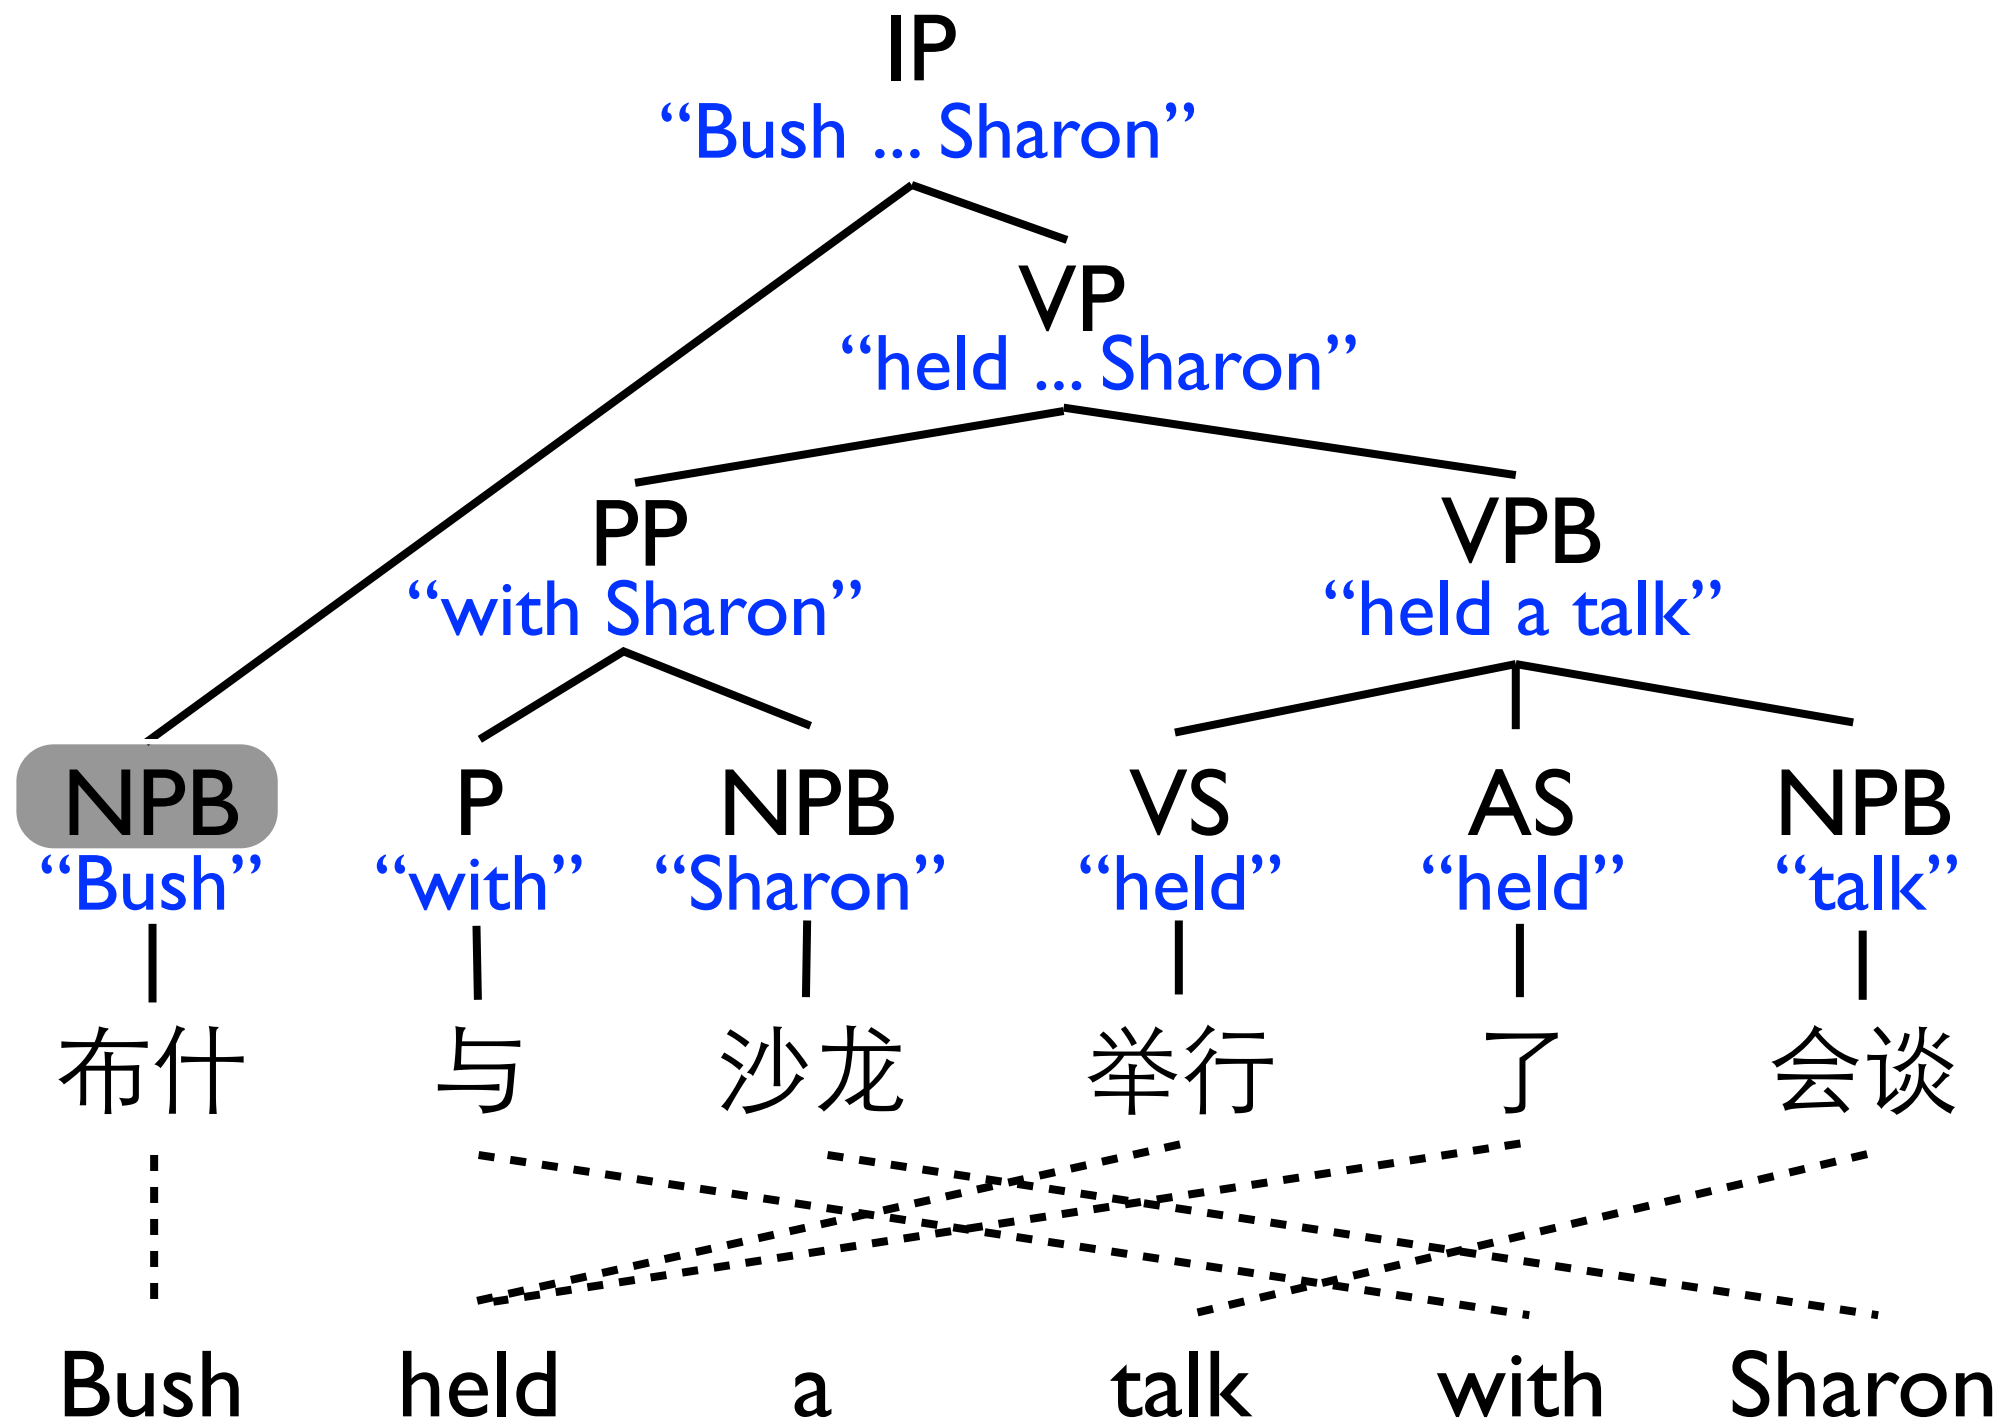 IP
“Bush ... Sharon”
VP
“held ... Sharon”
PP VPB
“with Sharon” “held a talk”
NPB P NPB VS AS NPB
“Bush” “with” “Sharon” “held” “held” “talk”
布什 与 沙龙 举行 了 会谈
Bush held a talk with Sharon